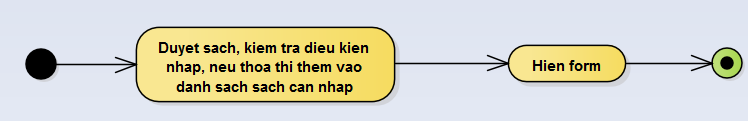 Duyet sach, kiem tra dieu kien
nhap, neu thoa thi them vao
danh sach sach can nhap
Hien form